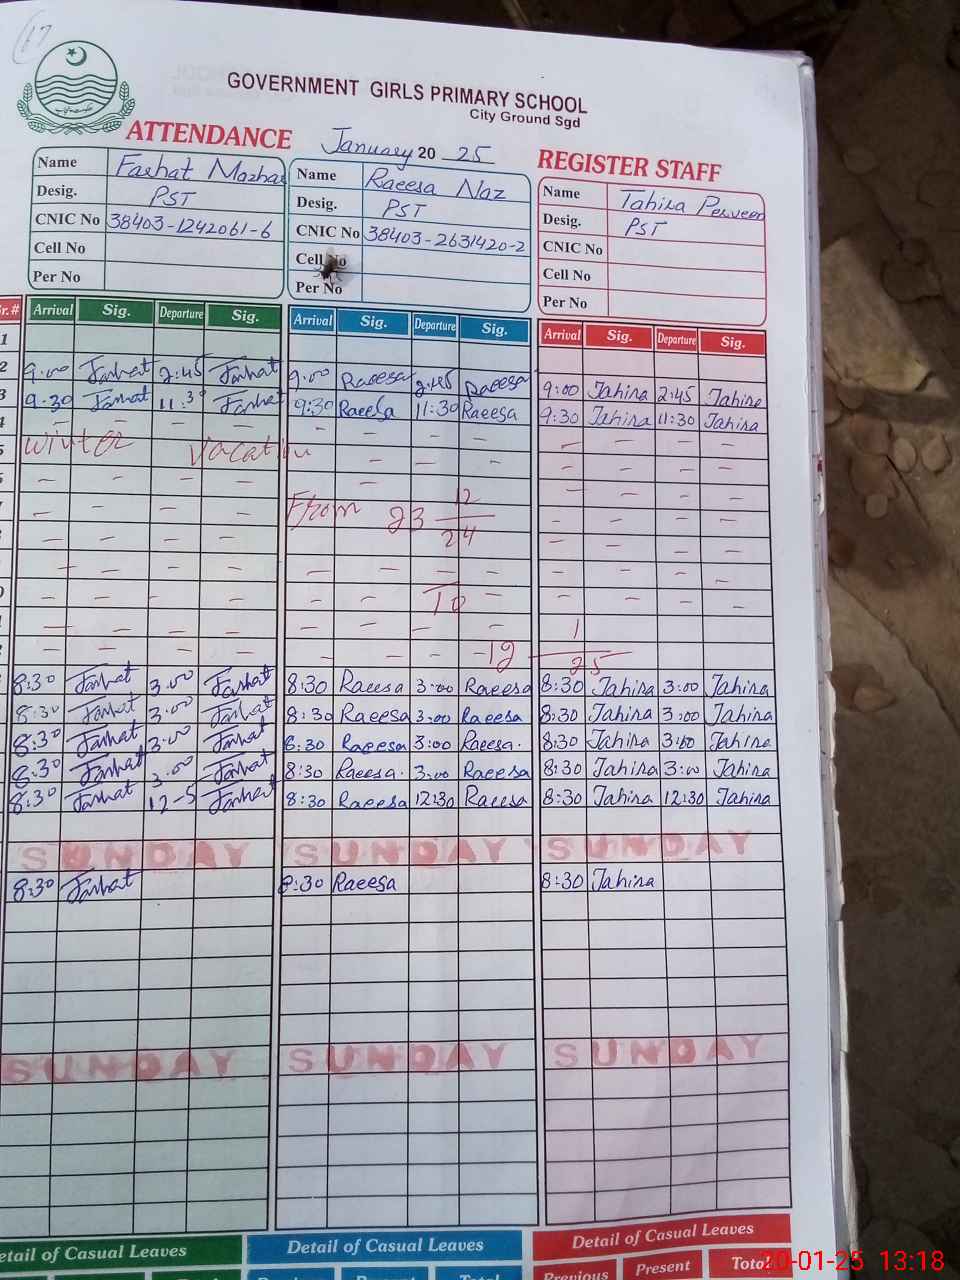 67
GOVERNMENT GIRLS PRIMARY SCHOOL
City Ground Sgd
ATTENDANCE January 20 25 REGISTER STAFF
Name Farhat Mazhar Name Raeesa Naz Name Tahira Perveen
Desig. PST Desig. PST Desig. PST
CNIC No 38403-1242061-6 CNIC No 38403-2631420-2 CNIC No
Cell No Cell No Cell No
Per No Per No Per No
Sr.# Arrival Sig. Departure Sig. Arrival Sig. Departure Sig. Arrival Sig. Departure Sig.
1
2 9:00 Farhat 2:45 Farhat 9:00 Raeesa 2:45 Raeesa 9:00 Tahira 2:45 Tahira
3 9:30 Farhat 11:30 Farhat 9:30 Raeesa 11:30 Raeesa 9:30 Tahira 11:30 Tahira
winter vacation
From 23 12/24
To
12 1/25
8:30 Farhat 3:00 Farhat 8:30 Raeesa 3:00 Raeesa 8:30 Tahira 3:00 Tahira
8:30 Farhat 3:00 Farhat 8:30 Raeesa 3:00 Raeesa 8:30 Tahira 3:00 Tahira
8:30 Farhat 3:00 Farhat 8:30 Raeesa 3:00 Raeesa. 8:30 Tahira 3:00 Tahira
8:30 Farhat 3:00 Farhat 8:30 Raeesa. 3:00 Raeesa 8:30 Tahira 3:00 Tahira
8:30 Farhat 12-5 Farhat 8:30 Raeesa 12:30 Raeesa 8:30 Tahira 12:30 Tahira
SUNDAY SUNDAY SUNDAY
8:30 Farhat 8:30 Raeesa 8:30 Tahira
SUNDAY SUNDAY SUNDAY
Detail of Casual Leaves Detail of Casual Leaves Detail of Casual Leaves
Previous Present Total
20-01-25 13:18